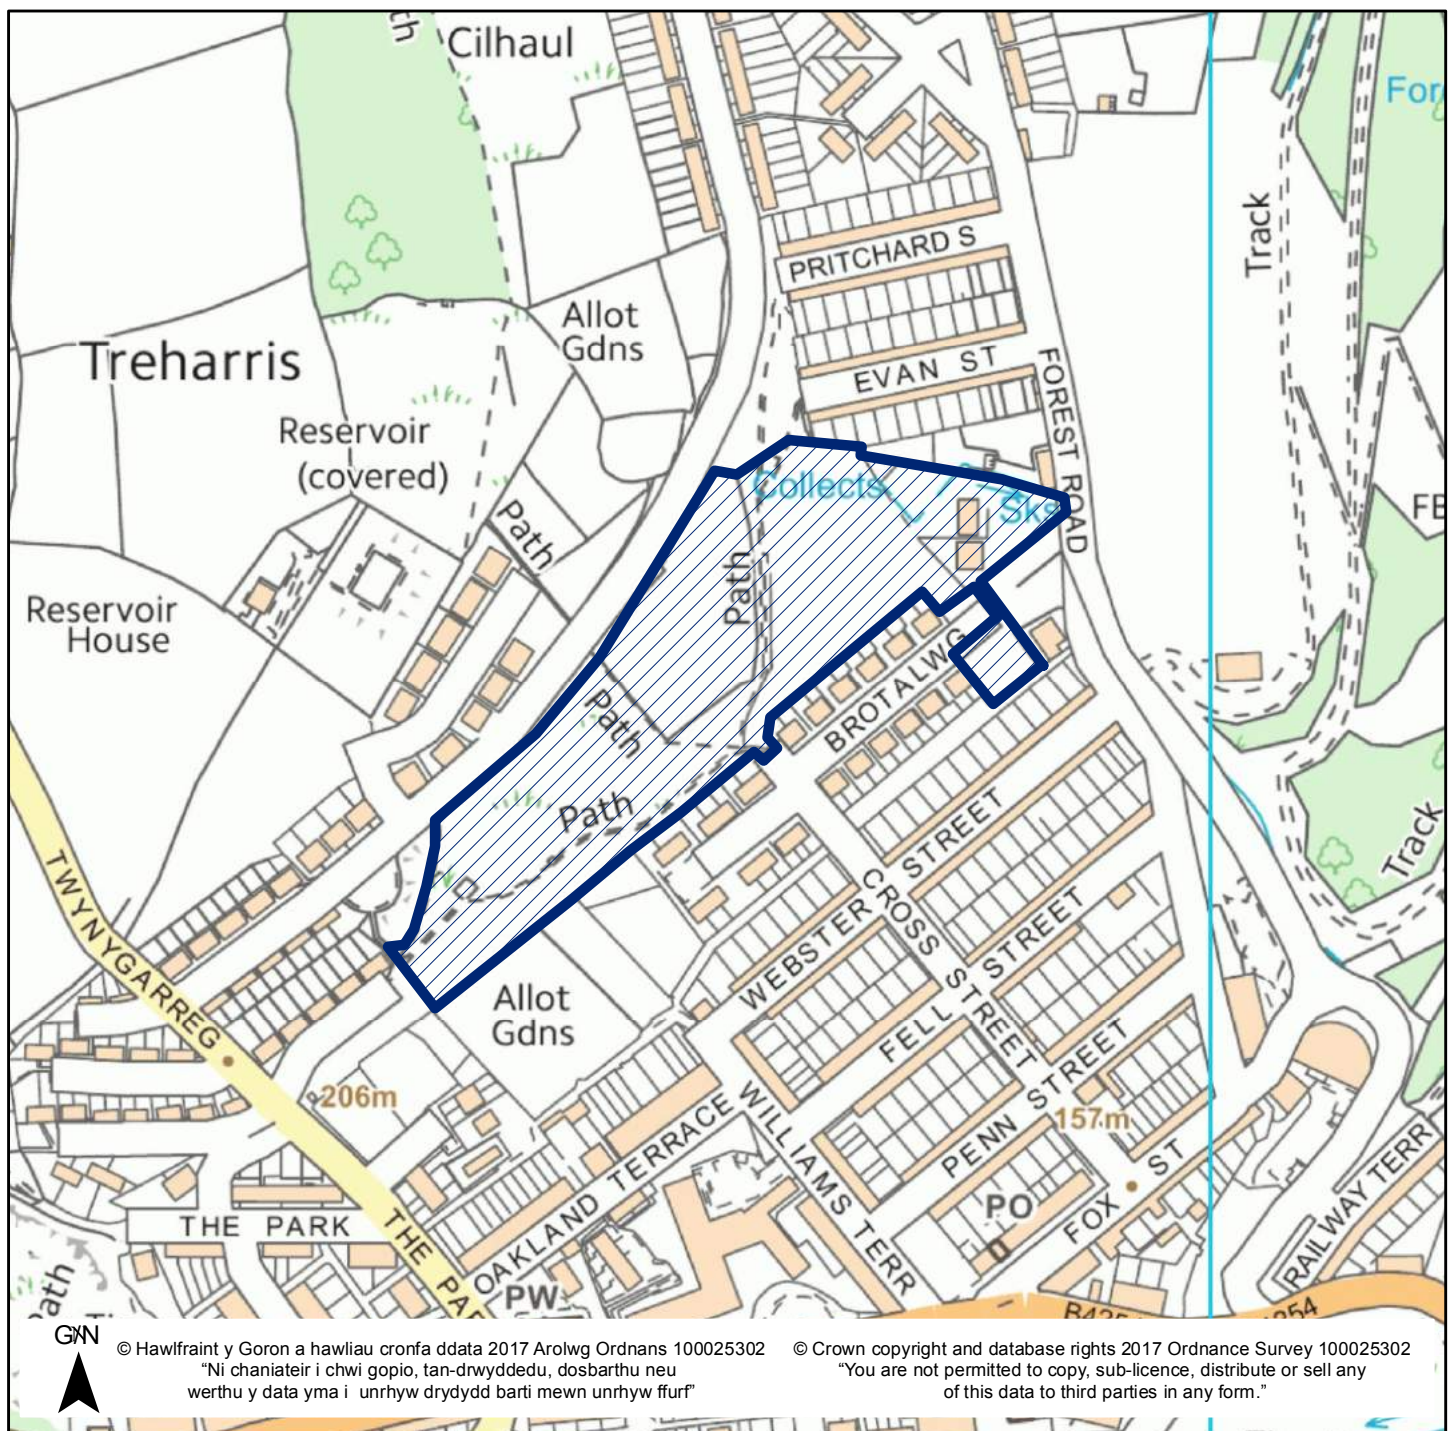 Cilhaul
For
Track
PRITCHARD S
Allot
Gdns
Treharris
EVAN ST
FOREST ROAD
Reservoir
(covered)
Collects
Sks
FB
Path
Path
Reservoir
House
BROTALWG
Path
Path
Track
TWYNYGARREG
WEBSTER STREET
CROSS STREET
FELL STREET
Allot
Gdns
206m
WILLIAMS TERR
PENN STREET
157m
OAKLAND TERRACE
FOX ST
PO
THE PARK
THE PAR
RAILWAY TERR
PW
Path
B4254
4254
© Hawlfraint y Goron a hawliau cronfa ddata 2017 Arolwg Ordnans 100025302
“Ni chaniateir i chwi gopio, tan-drwyddedu, dosbarthu neu
werthu y data yma i unrhyw drydydd barti mewn unrhyw ffurf”
© Crown copyright and database rights 2017 Ordnance Survey 100025302
“You are not permitted to copy, sub-licence, distribute or sell any
of this data to third parties in any form.”